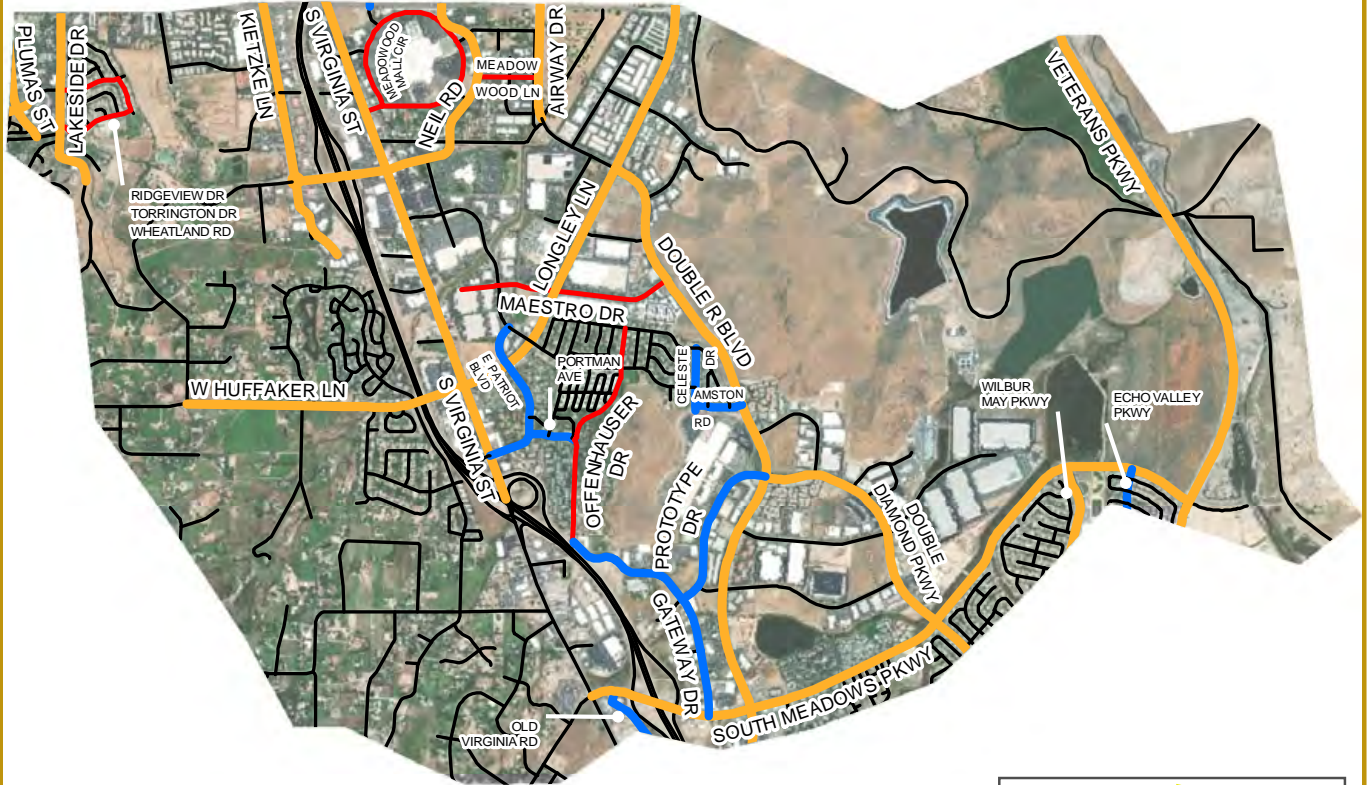 PLUMAS ST
LAKESIDE DR
KIETZKE LN
S VIRGINIA ST
MEADOWOOD
MALL CIR
NEIL RD
MEADOW
WOOD LN
AIRWAY DR
VETERANS PKWY
RIDGEVIEW DR
TORRINGTON DR
WHEATLAND RD
LONGLEY LN
DOUBLE R BLVD
MAESTRO DR
E PATRIOT
BLVD
PORTMAN
AVE
CELESTE
DR
AMSTON
RD
W HUFFAKER LN
S VIRGINIA ST
OFFENHAUSER
DR
PROTOTYPE
DR
WILBUR
MAY PKWY
ECHO VALLEY
PKWY
DOUBLE
DIAMOND PKWY
GATEWAY DR
SOUTH MEADOWS PKWY
OLD
VIRGINIA RD